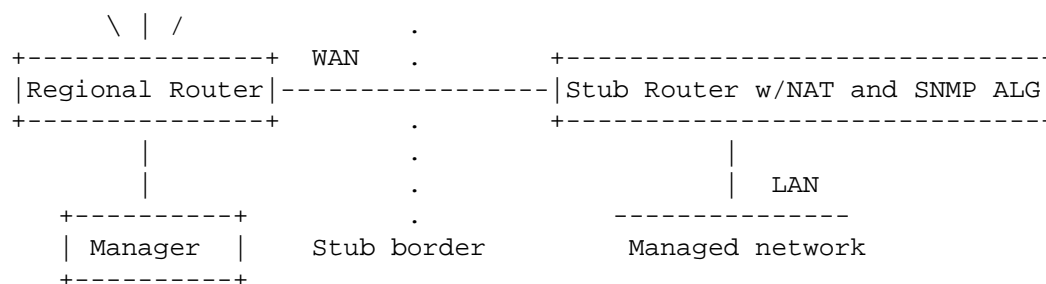 \ | / .
+---------------+ WAN . +------------------------------
|Regional Router|-----------------|Stub Router w/NAT and SNMP ALG
+---------------+ . +------------------------------
| . |
| . | LAN
+----------+ . ---------------
| Manager | Stub border Managed network
+----------+